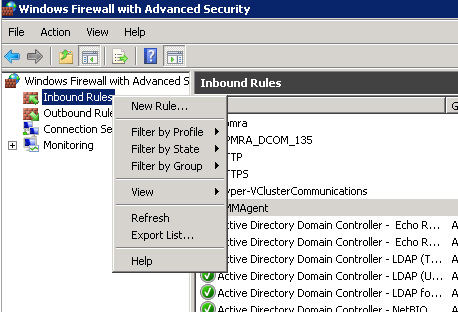 Windows Firewall with Advanced Security
File Action View Help
Windows Firewall with Advanced S
Inbound Rules
Outbound Rule
Connection Se
Monitoring
New Rule...
Filter by Profile
Filter by State
Filter by Group
View
Refresh
Export List...
Help
Inbound Rules
G
omra
PMRA_DCOM_135
TTP
TTPS
yper-VClusterCommunications
MMAgent
Active Directory Domain Controller - Echo R... A
Active Directory Domain Controller - Echo R... A
Active Directory Domain Controller - LDAP (T... A
Active Directory Domain Controller - LDAP (U... A
Active Directory Domain Controller - LDAP fo... A
Active Directory Domain Controller - NetBIO... A